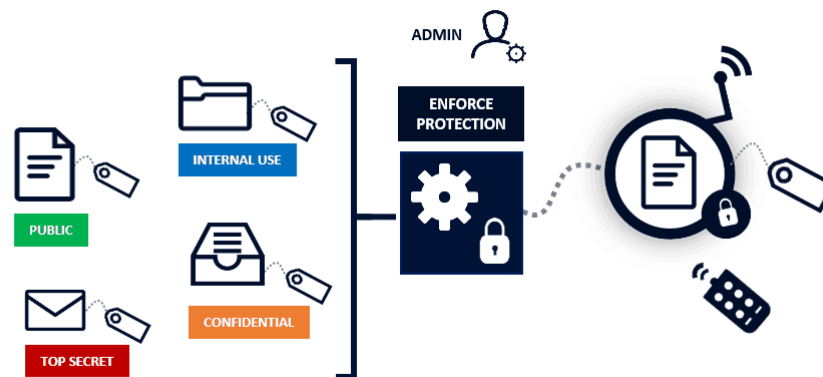 ADMIN
ENFORCE
PROTECTION
INTERNAL USE
PUBLIC
CONFIDENTIAL
TOP SECRET